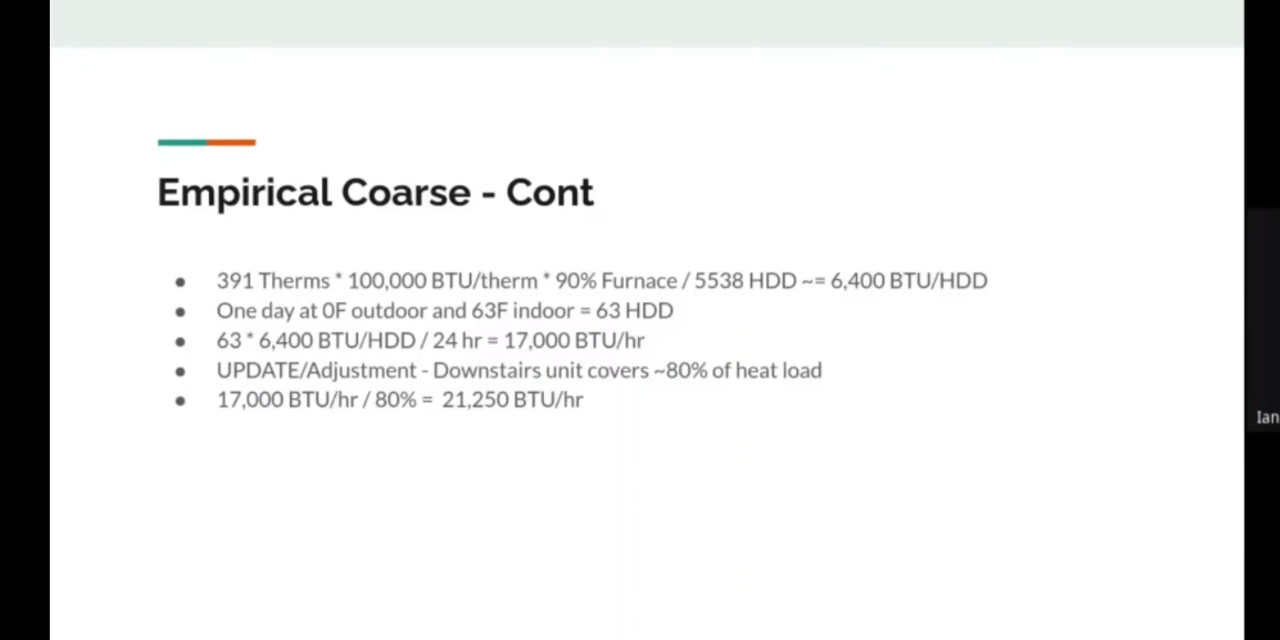 Empirical Coarse - Cont
● 391 Therms * 100,000 BTU/therm * 90% Furnace / 5538 HDD ~= 6,400 BTU/HDD
● One day at 0F outdoor and 63F indoor = 63 HDD
● 63 * 6,400 BTU/HDD / 24 hr = 17,000 BTU/hr
● UPDATE/Adjustment - Downstairs unit covers ~80% of heat load
● 17,000 BTU/hr / 80% = 21,250 BTU/hr
Ian